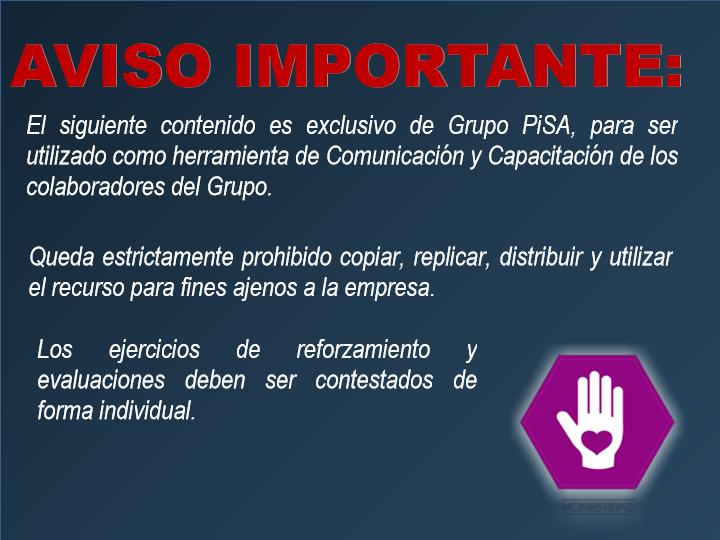 AVISO IMPORTANTE:
El siguiente contenido es exclusivo de Grupo PiSA, para ser
utilizado como herramienta de Comunicación y Capacitación de los
colaboradores del Grupo.
Queda estrictamente prohibido copiar, replicar, distribuir y utilizar
el recurso para fines ajenos a la empresa.
Los ejercicios de reforzamiento y
evaluaciones deben ser contestados de
forma individual.
HONESTIDAD